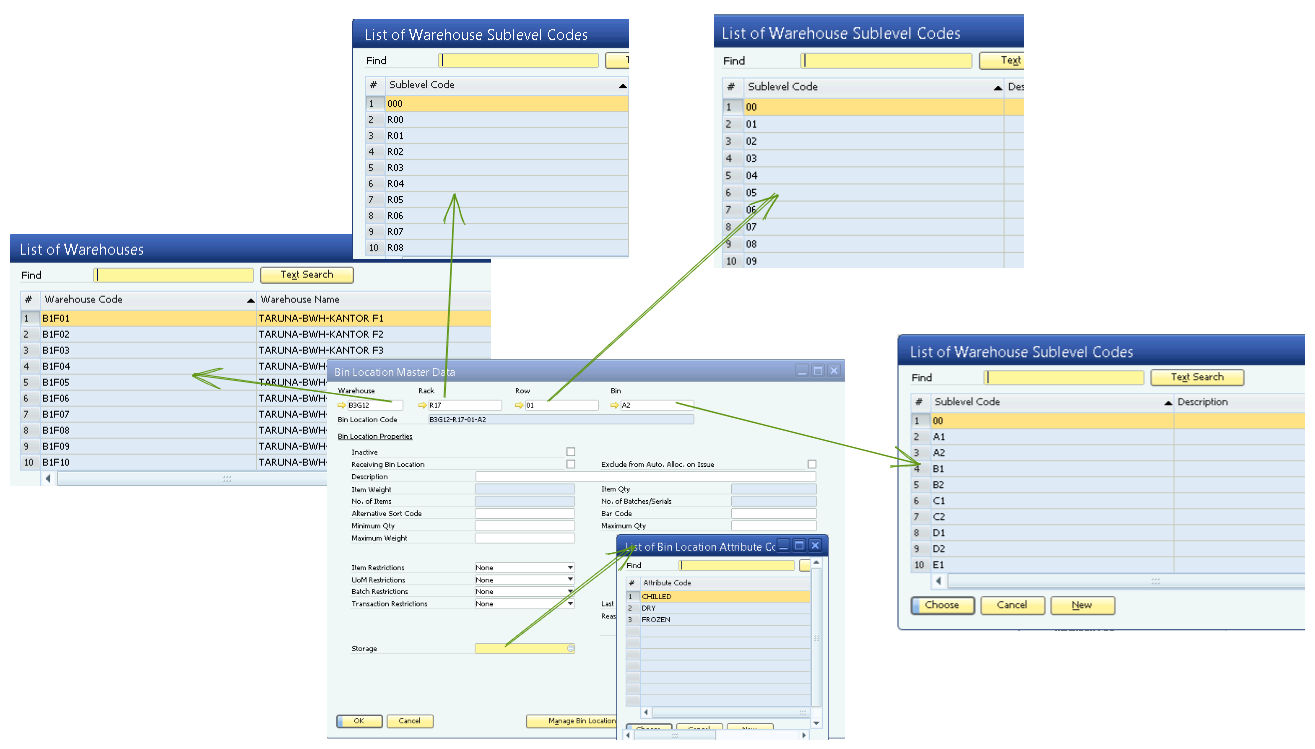 List of Warehouse Sublevel Codes
Find
# Sublevel Code
1 000
2 R00
3 R01
4 R02
5 R03
6 R04
7 R05
8 R06
9 R07
10 R08
List of Warehouse Sublevel Codes
Find Text
# Sublevel Code Des
1 00
2 01
3 02
4 03
5 04
6 05
7 06
8 07
9 08
10 09
List of Warehouses
Find Text Search
# Warehouse Code Warehouse Name
1 B1F01 TARUNA-BWH-KANTOR F1
2 B1F02 TARUNA-BWH-KANTOR F2
3 B1F03 TARUNA-BWH-KANTOR F3
4 B1F04 TARUNA-BWH-
5 B1F05 TARUNA-BWH-
6 B1F06 TARUNA-BWH-
7 B1F07 TARUNA-BWH-
8 B1F08 TARUNA-BWH-
9 B1F09 TARUNA-BWH-
10 B1F10 TARUNA-BWH-
Bin Location Master Data
Warehouse Rack Row Bin
B3G12 R17 01 A2
Bin Location Code B3G12-R17-01-A2
Bin Location Properties
Inactive
Receiving Bin Location Exclude from Auto. Alloc. on Issue
Description
Item Weight Item Qty
No. of Items No. of Batches/Serials
Alternative Sort Code Bar Code
Minimum Qty Maximum Qty
Maximum Weight
Item Restrictions None
UoM Restrictions None
Batch Restrictions None
Transaction Restrictions None Last
Reas
Storage
OK Cancel Manage Bin Location
List of Bin Location Attribute Co
Find
# Attribute Code
1 CHILLED
2 DRY
3 FROZEN
Choose Cancel New
List of Warehouse Sublevel Codes
Find Text Search
# Sublevel Code Description
1 00
2 A1
3 A2
4 B1
5 B2
6 C1
7 C2
8 D1
9 D2
10 E1
Choose Cancel New